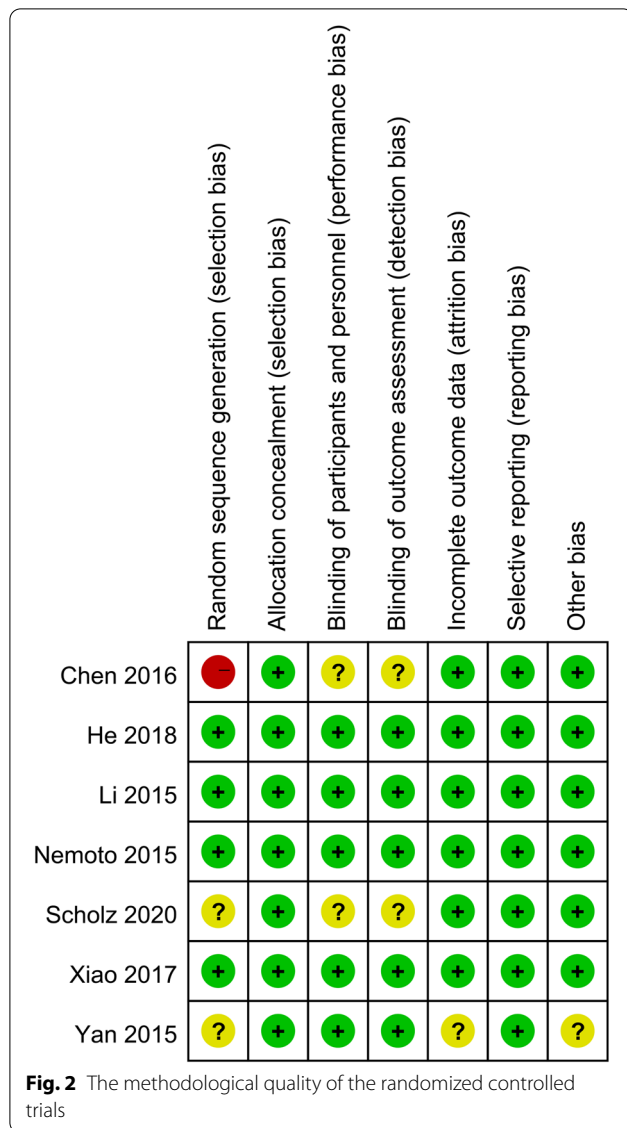 Random sequence generation (selection bias)
Allocation concealment (selection bias)
Blinding of participants and personnel (performance bias)
Blinding of outcome assessment (detection bias)
Incomplete outcome data (attrition bias)
Selective reporting (reporting bias)
Other bias
Chen 2016 – + ? ? + + +
He 2018 + + + + + + +
Li 2015 + + + + + + +
Nemoto 2015 + + + + + + +
Scholz 2020 ? + ? ? + + +
Xiao 2017 + + + + + + +
Yan 2015 ? + + + ? + ?
Fig. 2 The methodological quality of the randomized controlled
trials